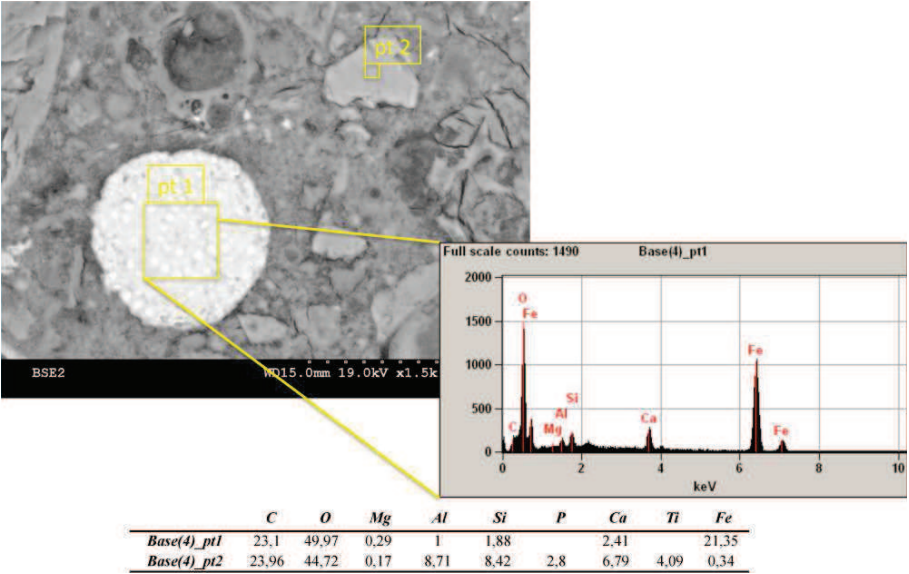 pt 2
pt 1
BSE2 WD15.0mm 19.0kV x1.5k
Full scale counts: 1490 Base(4)_pt1
2000
1500
1000
500
0
O
Fe
C
Mg
Al
Si
Ca
Fe
Fe
0 2 4 6 8 10
keV
C O Mg Al Si P Ca Ti Fe
Base(4)_pt1 23,1 49,97 0,29 1 1,88 2,41 21,35
Base(4)_pt2 23,96 44,72 0,17 8,71 8,42 2,8 6,79 4,09 0,34